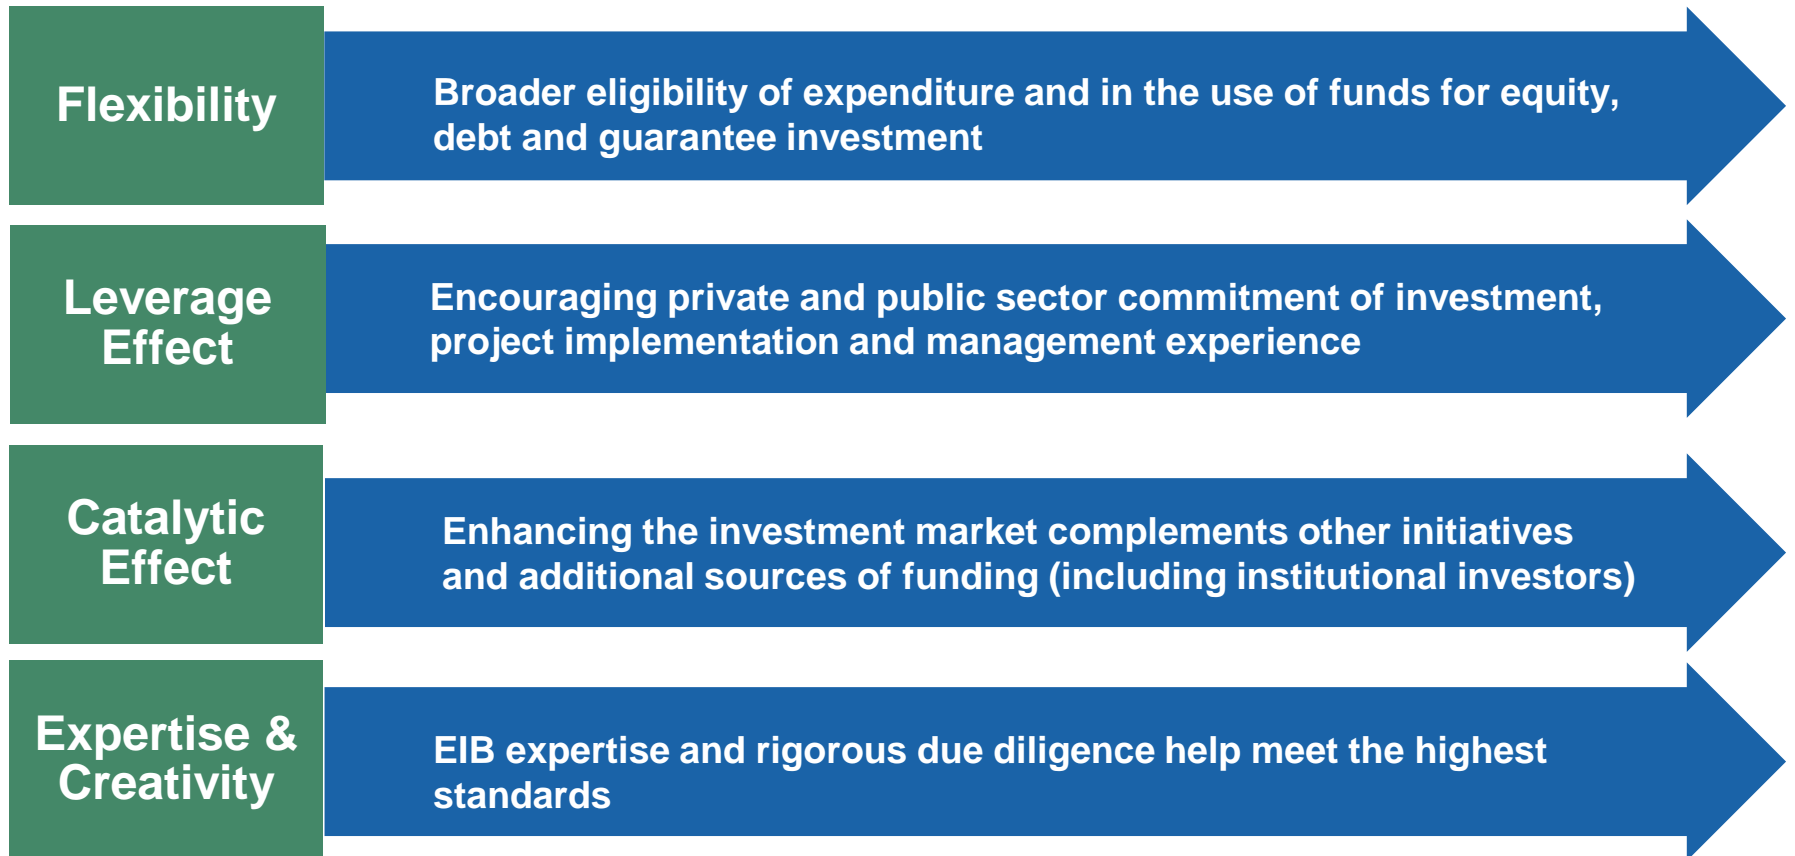 Flexibility
Broader eligibility of expenditure and in the use of funds for equity,
debt and guarantee investment
Leverage
Effect
Encouraging private and public sector commitment of investment,
project implementation and management experience
Catalytic
Effect
Enhancing the investment market complements other initiatives
and additional sources of funding (including institutional investors)
Expertise &
Creativity
EIB expertise and rigorous due diligence help meet the highest
standards